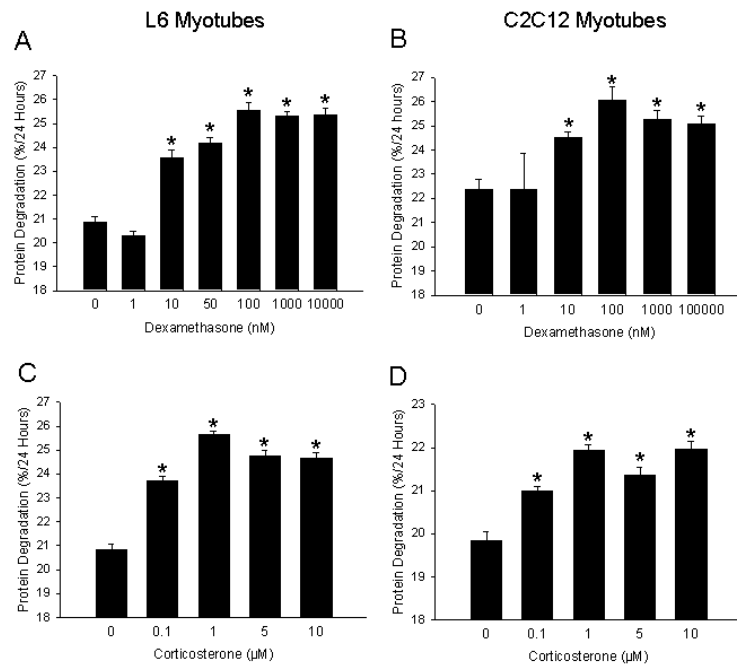 L6 Myotubes
C2C12 Myotubes
A
Protein Degradation (%/24 Hours)
27
26
25
24
23
22
21
20
19
18
* * * * *
0 1 10 50 100 1000 10000
Dexamethasone (nM)
B
Protein Degradation (%/24 hours)
27
26
25
24
23
22
21
20
19
18
* * * *
0 1 10 100 1000 100000
Dexamethasone (nM)
C
Protein Degradation (%/24 Hours)
27
26
25
24
23
22
21
20
19
18
* * * *
0 0.1 1 5 10
Corticosterone (µM)
D
Protein Degradation (%/24 Hours)
23
22
21
20
19
18
* * * *
0 0.1 1 5 10
Corticosterone (µM)